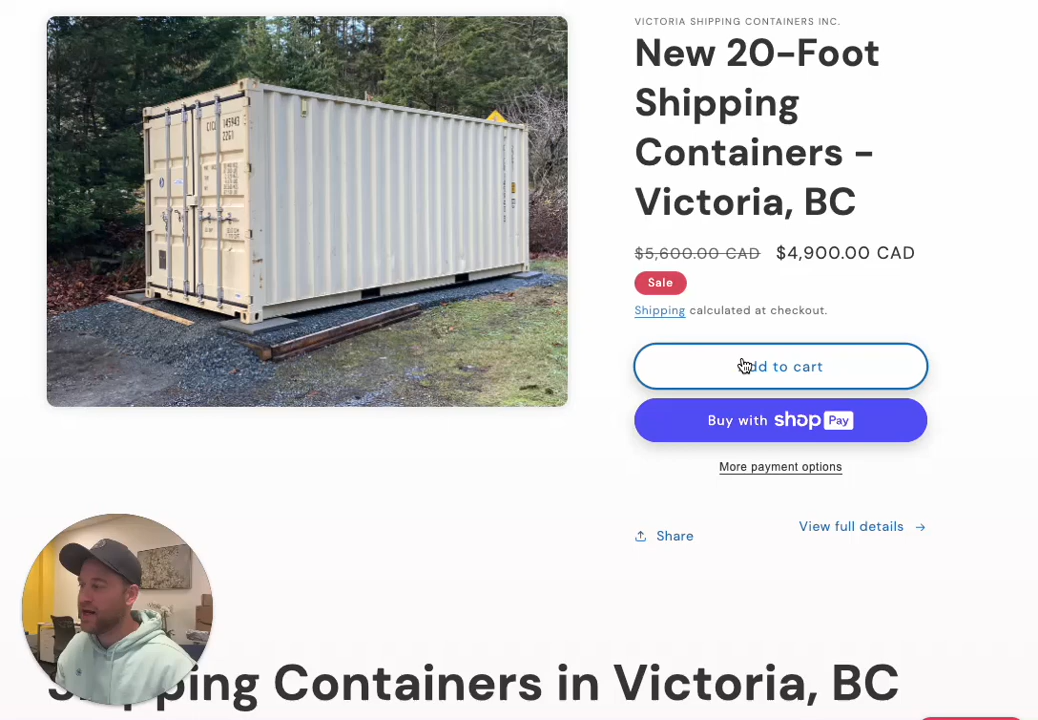 VICTORIA SHIPPING CONTAINERS INC.
New 20-Foot
Shipping
Containers -
Victoria, BC
$5,600.00 CAD $4,900.00 CAD
Sale
Shipping calculated at checkout.
to cart
Buy with shop Pay
More payment options
View full details →
Share
Containers in Victoria, BC
22G1